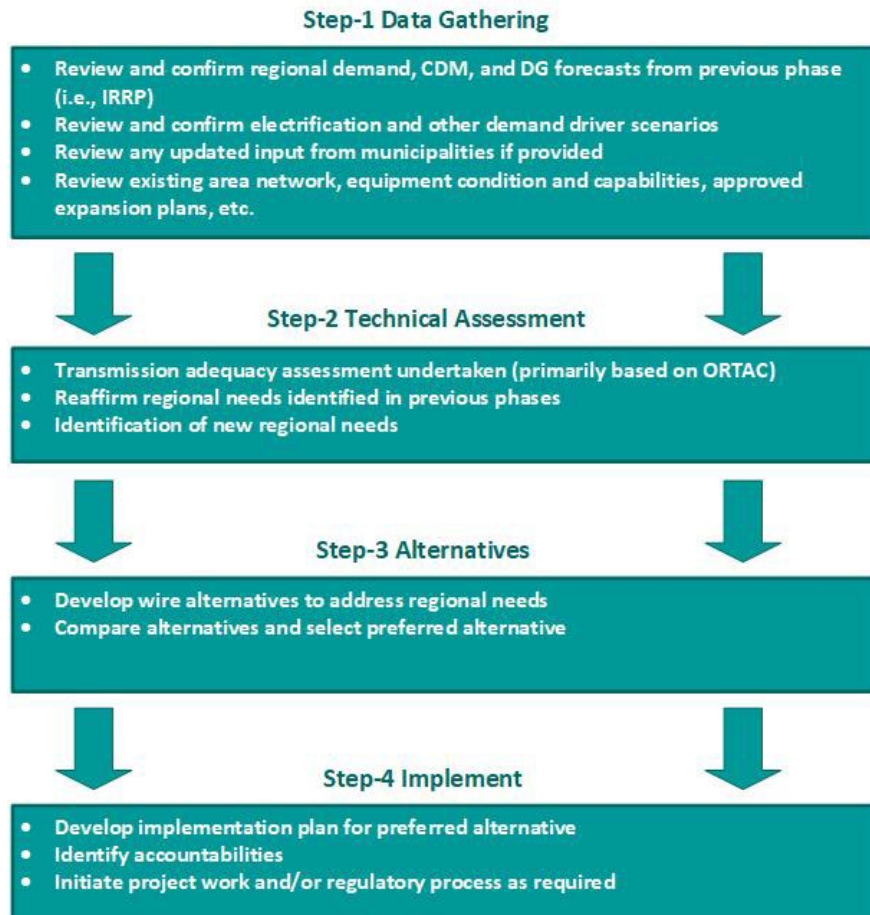 Step-1 Data Gathering
• Review and confirm regional demand, CDM, and DG forecasts from previous phase
(i.e., IRRP)
• Review and confirm electrification and other demand driver scenarios
• Review any updated input from municipalities if provided
• Review existing area network, equipment condition and capabilities, approved
expansion plans, etc.
Step-2 Technical Assessment
• Transmission adequacy assessment undertaken (primarily based on ORTAC)
• Reaffirm regional needs identified in previous phases
• Identification of new regional needs
Step-3 Alternatives
• Develop wire alternatives to address regional needs
• Compare alternatives and select preferred alternative
Step-4 Implement
• Develop implementation plan for preferred alternative
• Identify accountabilities
• Initiate project work and/or regulatory process as required